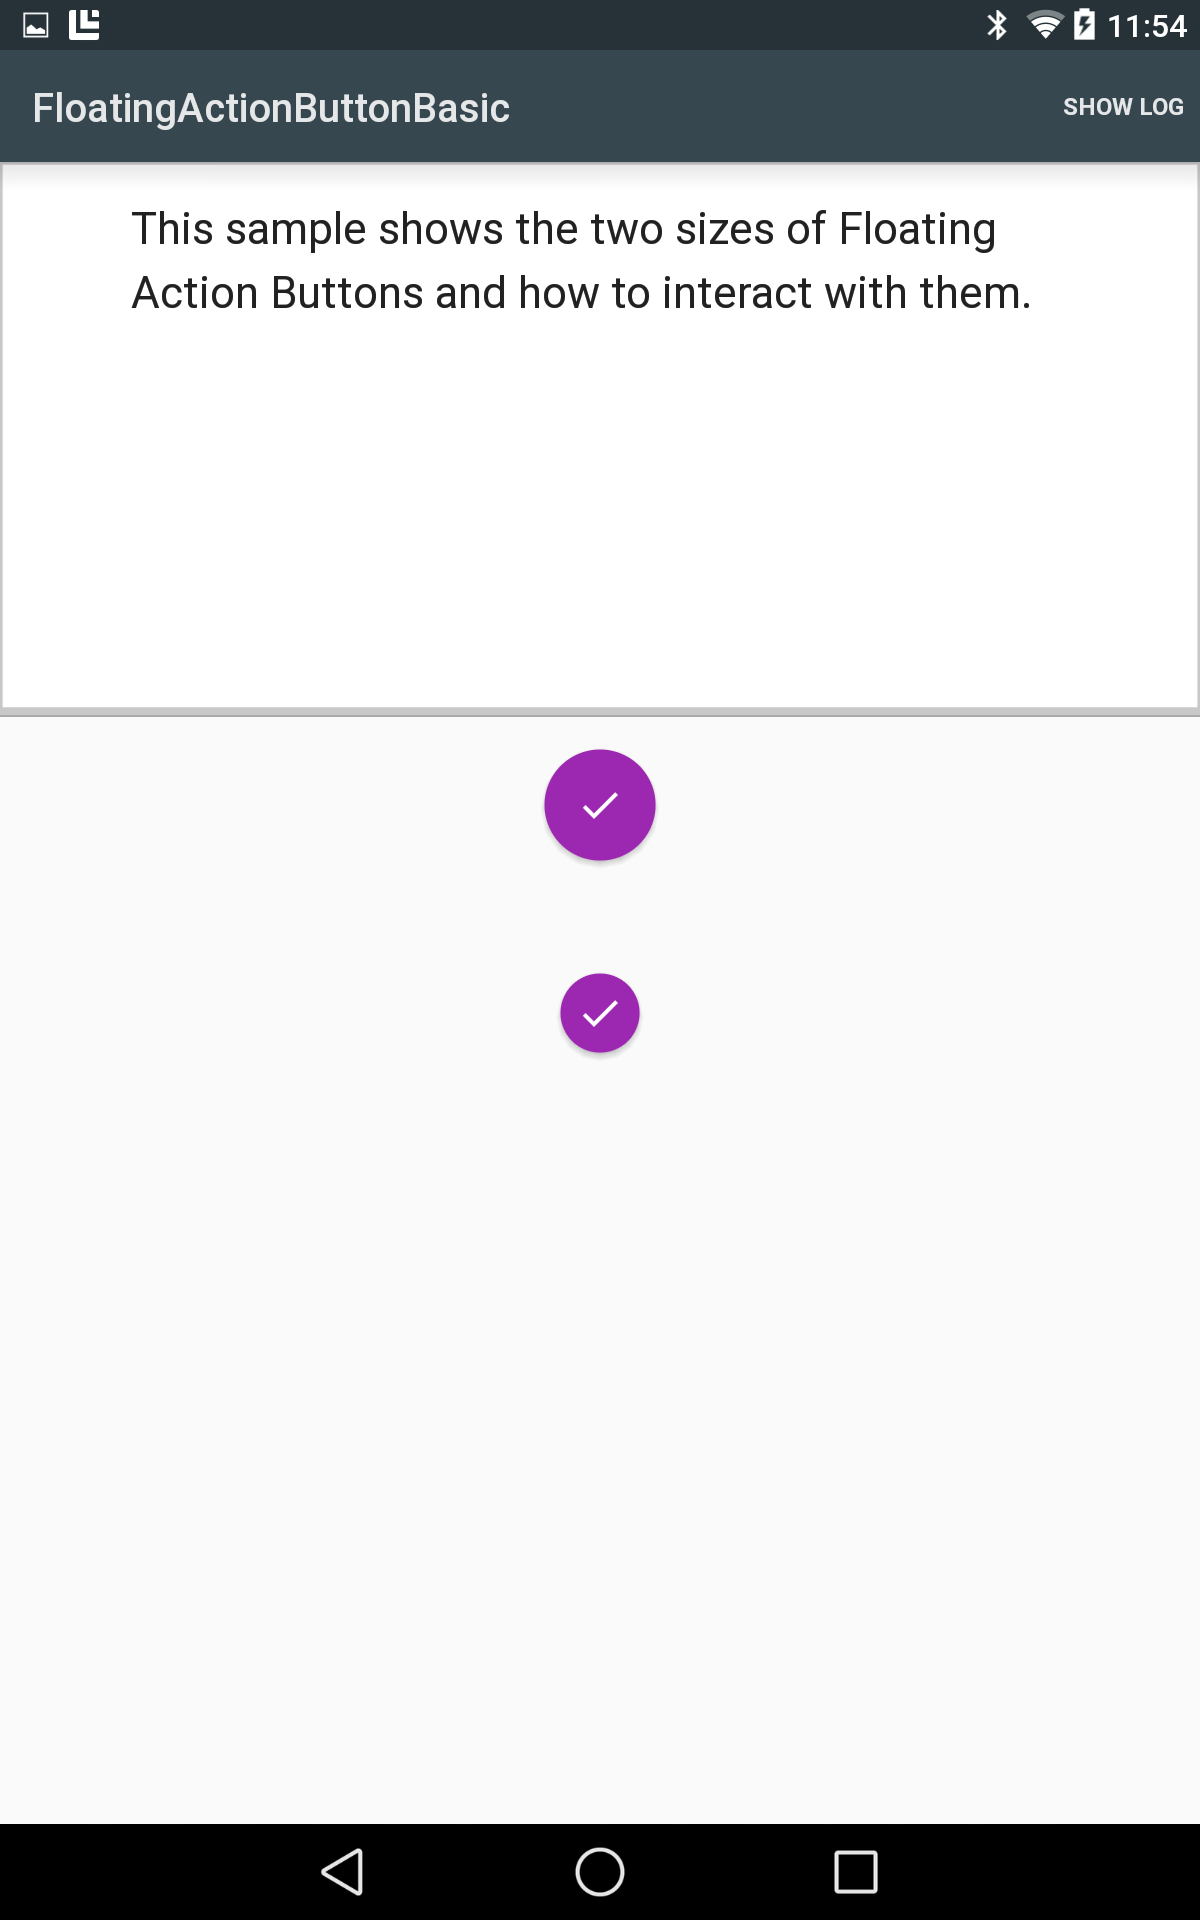 11:54
FloatingActionButtonBasic
SHOW LOG
This sample shows the two sizes of Floating
Action Buttons and how to interact with them.